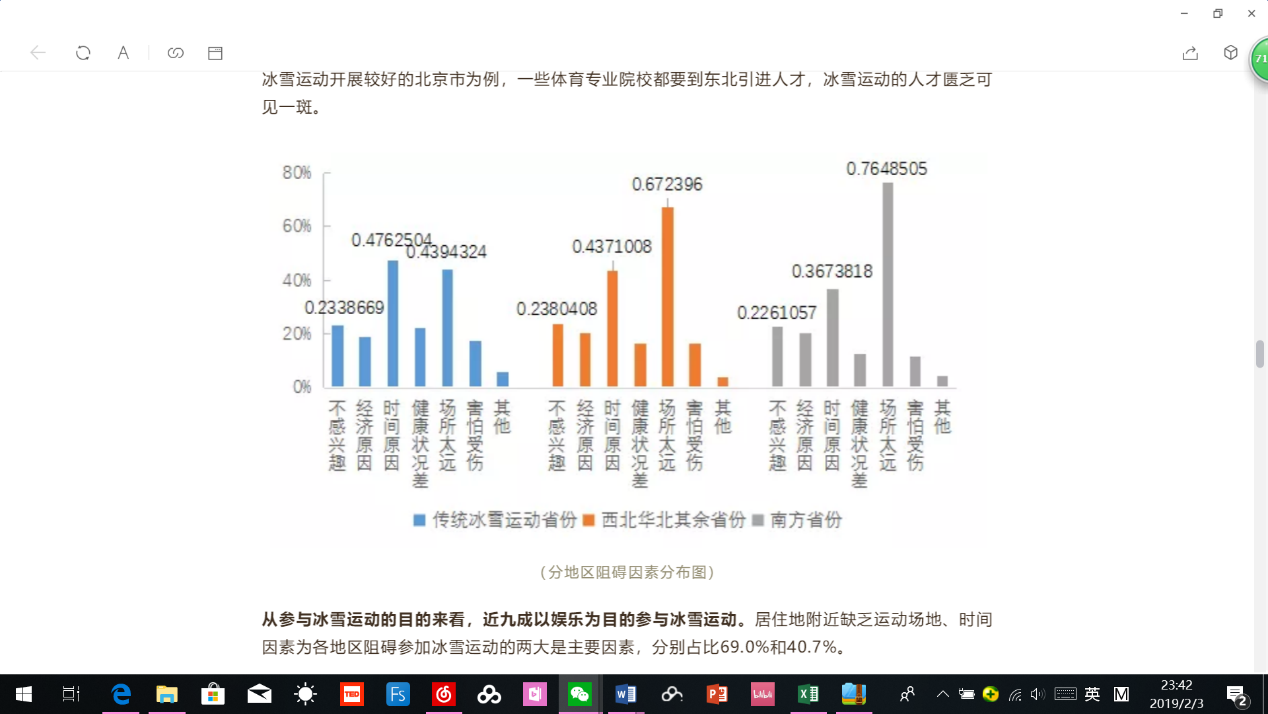 71
冰雪运动开展较好的北京市为例，一些体育专业院校都要到东北引进人才，冰雪运动的人才匮乏可
见一斑。
80%
60%
40%
20%
0%
0.2338669
0.4762504
0.4394324
0.2380408
0.4371008
0.672396
0.2261057
0.3673818
0.7648505
不感兴趣
经济原因
时间原因
健康状况差
场所太远
害怕受伤
其他
不感兴趣
经济原因
时间原因
健康状况差
场所太远
害怕受伤
其他
不感兴趣
经济原因
时间原因
健康状况差
场所太远
害怕受伤
其他
传统冰雪运动省份 西北华北其余省份 南方省份
（分地区阻碍因素分布图）
从参与冰雪运动的目的来看，近九成以娱乐为目的参与冰雪运动。居住地附近缺乏运动场地、时间
因素为各地区阻碍参加冰雪运动的两大是主要因素，分别占比69.0%和40.7%。
TED
Fs
英
M
23:42
2019/2/3
2